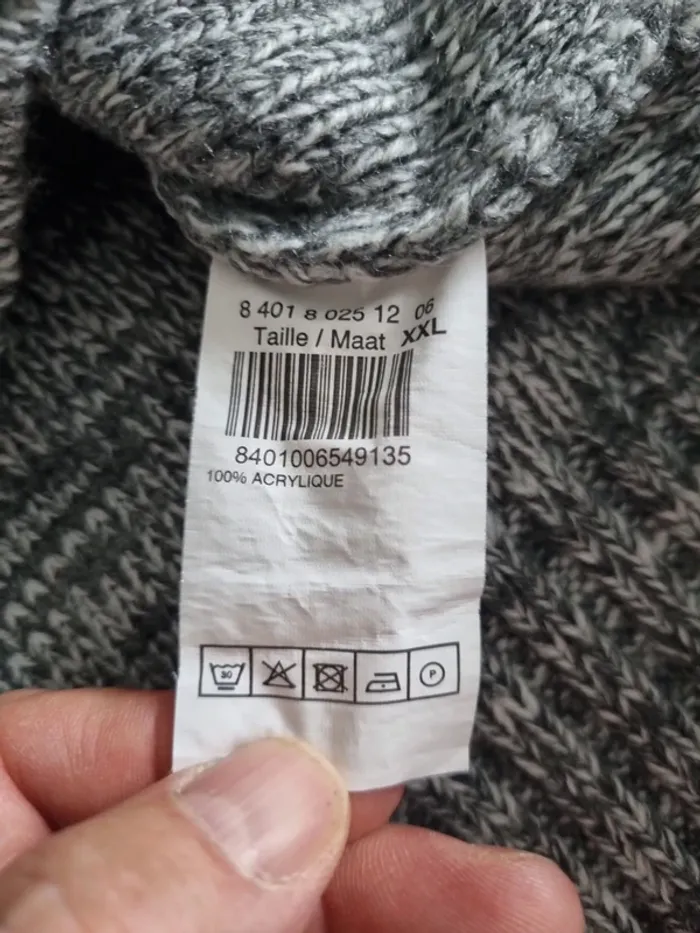 8 401 8 025 12 06
Taille / Maat XXL
8401006549135
100% ACRYLIQUE
30
P